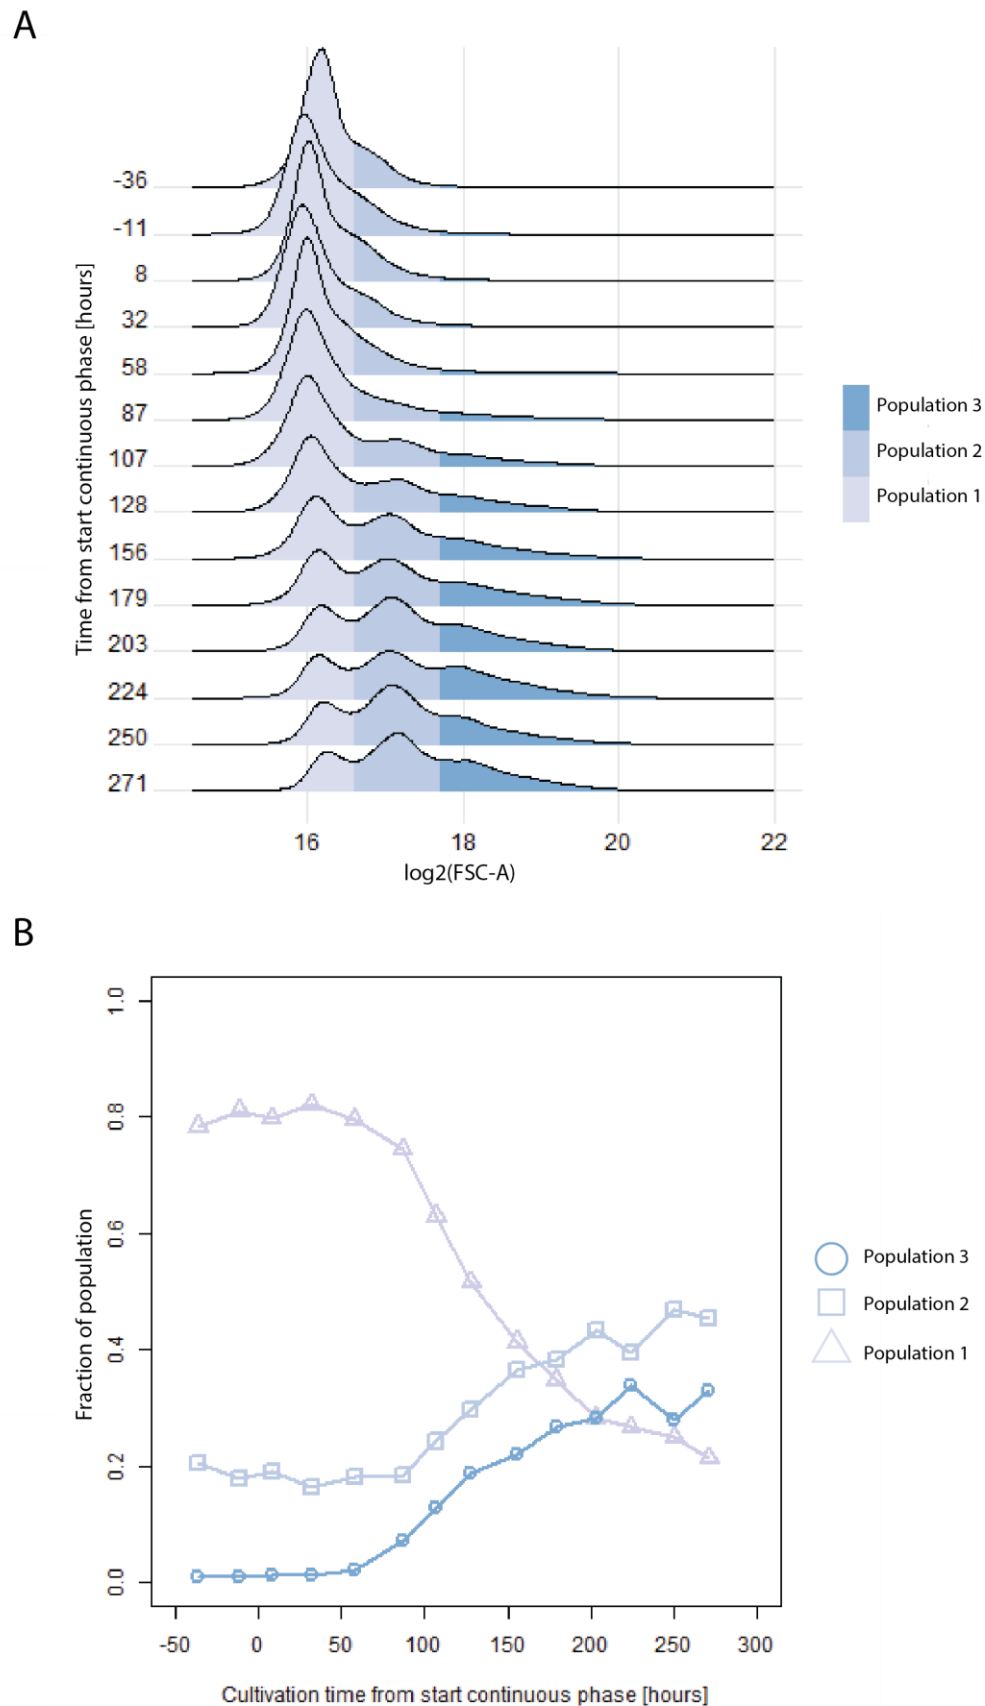 A
Time from start continuous phase [hours]
-36
-11
8
32
58
87
107
128
156
179
203
224
250
271
16 18 20 22
log2(FSC-A)
Population 3
Population 2
Population 1
B
Fraction of population
1.0
0.8
0.6
0.4
0.2
0.0
-50 0 50 100 150 200 250 300
Cultivation time from start continuous phase [hours]
Population 3
Population 2
Population 1